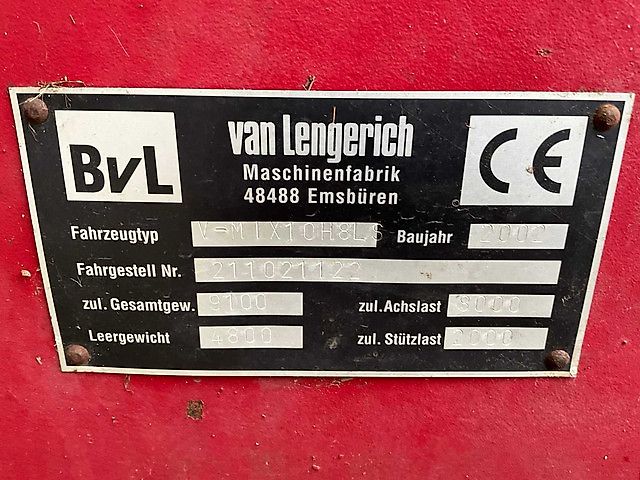 BvL
van Lengerich
Maschinenfabrik
48488 Emsbüren
CE
Fahrzeugtyp V-MIX10H8LS Baujahr 2002
Fahrgestell Nr. 211021122
zul. Gesamtgew. 9100 zul. Achslast 8000
Leergewicht 4800 zul. Stützlast 2000